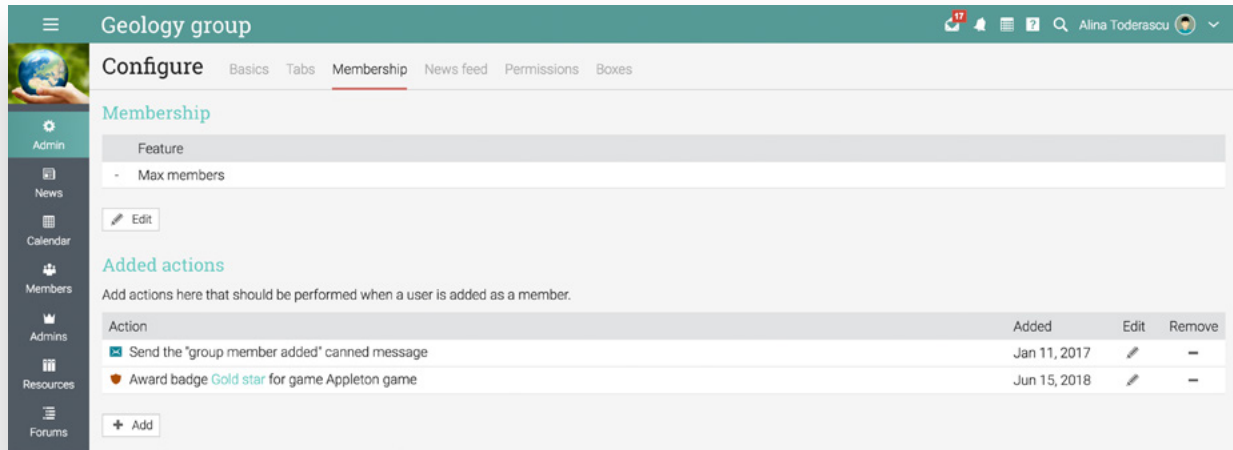 Geology group
17
?
Alina Toderascu
Configure Basics Tabs Membership News feed Permissions Boxes
Admin
News
Calendar
Members
Admins
Resources
Forums
Membership
Feature
- Max members
Edit
Added actions
Add actions here that should be performed when a user is added as a member.
Action Added Edit Remove
Send the "group member added" canned message Jan 11, 2017
Award badge Gold star for game Appleton game Jun 15, 2018
+ Add